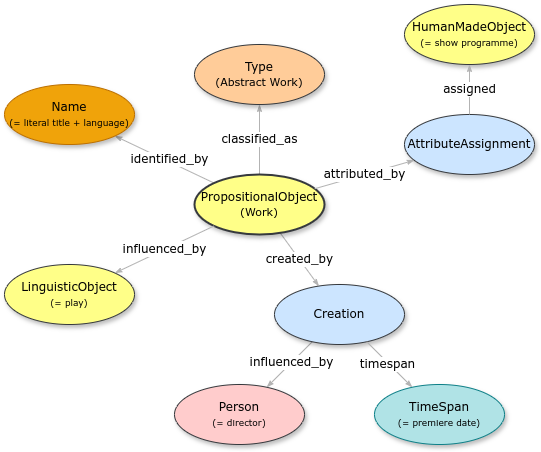 HumanMadeObject
(= show programme)
Type
(Abstract Work)
assigned
Name
(= literal title + language)
classified_as
AttributeAssignment
identified_by
attributed_by
PropositionalObject
(Work)
influenced_by
created_by
LinguisticObject
(= play)
Creation
influenced_by
timespan
Person
(= director)
TimeSpan
(= premiere date)